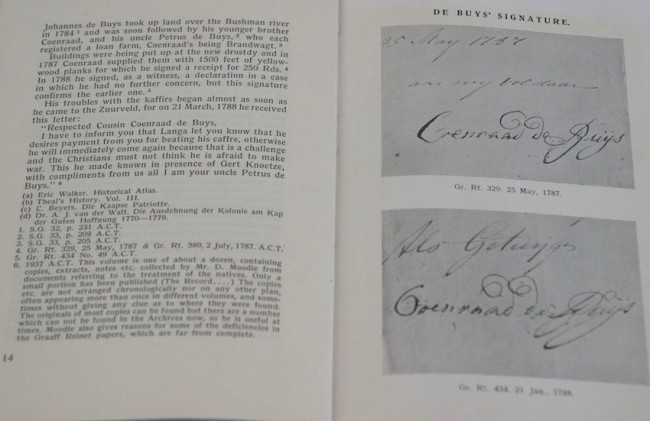 Johannes de Buys took up land over the Bushman river
in 1784 ¹ and was soon followed by his younger brother
Coenraad, and his uncle Petrus de Buys, ² who each
registered a loan farm, Coenraad's being Brandwagt. ³
Buildings were being put up at the new drostdy and in
1787 Coenraad supplied them with 1500 feet of yellow-
wood planks for which he signed a receipt for 250 Rds. ⁴
In 1788 he signed, as a witness, a declaration in a case
in which he had no further concern, but this signature
confirms the earlier one. ⁵
His troubles with the kaffirs began almost as soon as
he came to the Zuurveld, for on 21 March, 1788 he received
this letter:
"Respected Cousin Coenraad de Buys,
I have to inform you that Langa let you know that he
desires payment from you for beating his caffre, otherwise
he will immediately come again because that is a challenge
and the Christians must not think he is afraid to make
war. This he made known in presence of Gert Knoetze,
with compliments from us all I am your uncle Petrus de
Buys." ⁶
(a) Eric Walker. Historical Atlas.
(b) Theal's History. Vol. III.
(c) C. Beyers. Die Kaapse Patriotte.
(d) Dr. A. J. van der Walt. Die Ausdehnung der Kolonie am Kap
der Guten Hoffnung 1770—1779.
1. S.G. 32, p. 231 A.C.T.
2. S.G. 33, p. 209 A.C.T.
3. S.G. 33, p. 205 A.C.T.
4. Gr. Rt. 329, 25 May, 1787 & Gr. Rt. 589, 2 July, 1787. A.C.T.
5. Gr. Rt. 434 No. 49 A.C.T.
6. 1837 A.C.T. This volume is one of about a dozen, containing
copies, extracts, notes etc. collected by Mr. D. Moodie from
documents referring to the treatment of the natives. Only a
small portion has been published (The Record....) The copies
etc. are not arranged chronologically nor on any other plan,
often appearing more than once in different volumes, and some-
times without giving any clue as to where they were found.
The originals of most copies can be found but there are a number
which can not be found in the Archives now, so he is useful at
times. Moodie also gives reasons for some of the deficiencies in
the Graaff Reinet papers, which are far from complete.
14
DE BUYS' SIGNATURE.
25 May 1787
aan my voldaan
Coenraad de Buijs
Gr. Rt. 329. 25 May, 1787.
Als Getuige
Coenraad de Buijs
Gr. Rt. 434. 21 Jan., 1788.